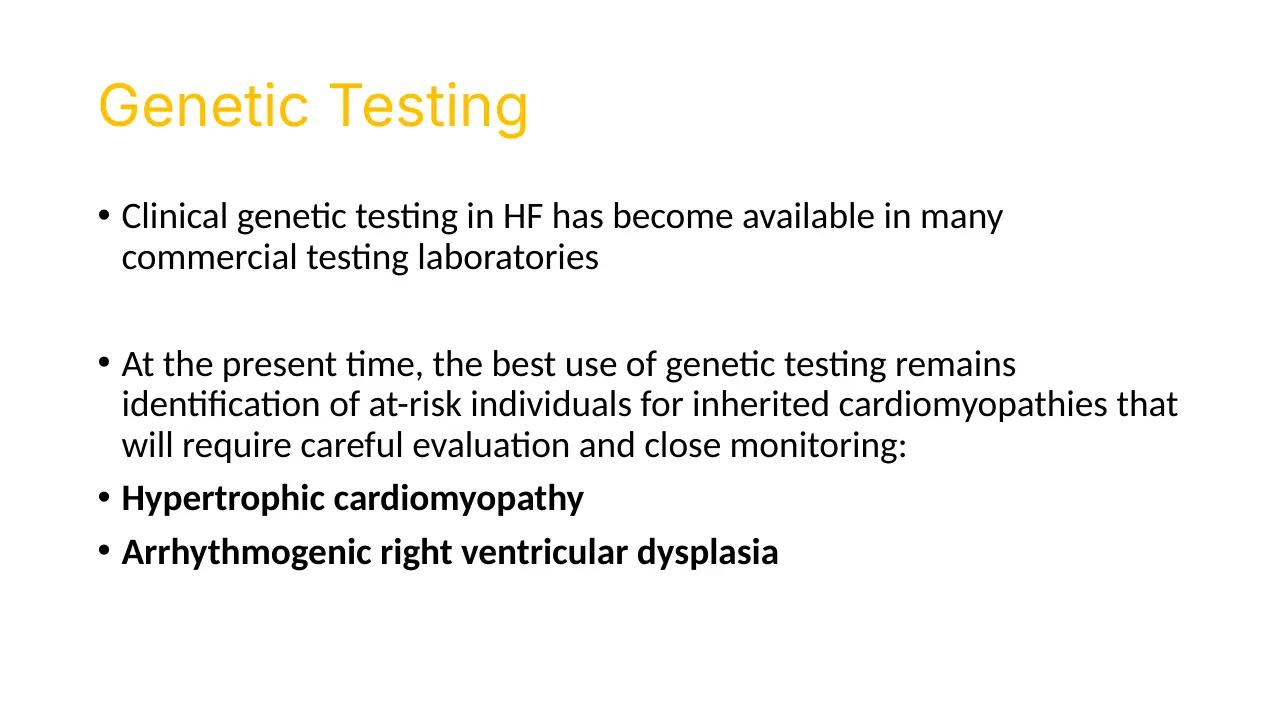 Genetic Testing
• Clinical genetic testing in HF has become available in many
commercial testing laboratories
• At the present time, the best use of genetic testing remains
identification of at-risk individuals for inherited cardiomyopathies that
will require careful evaluation and close monitoring:
• Hypertrophic cardiomyopathy
• Arrhythmogenic right ventricular dysplasia